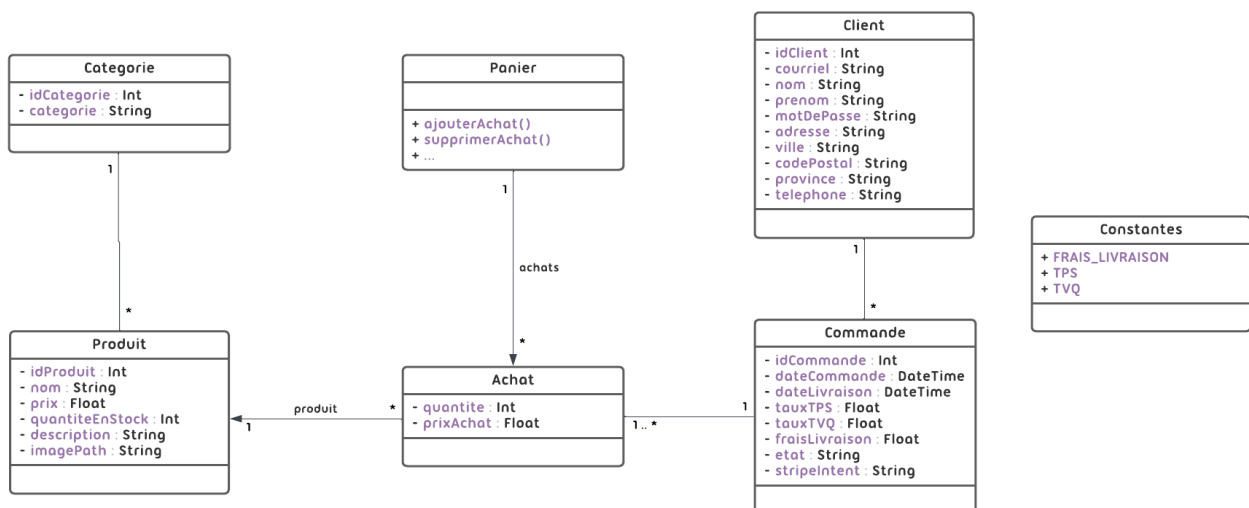 Categorie
- idCategorie : Int
- categorie : String
1
*
Produit
- idProduit : Int
- nom : String
- prix : Float
- quantiteEnStock : Int
- description : String
- imagePath : String
1
produit
*
Panier
+ ajouterAchat()
+ supprimerAchat()
+ ...
1
achats
*
Achat
- quantite : Int
- prixAchat : Float
1 .. *
1
Client
- idClient : Int
- courriel : String
- nom : String
- prenom : String
- motDePasse : String
- adresse : String
- ville : String
- codePostal : String
- province : String
- telephone : String
1
*
Commande
- idCommande : Int
- dateCommande : DateTime
- dateLivraison : DateTime
- tauxTPS : Float
- tauxTVQ : Float
- fraisLivraison : Float
- etat : String
- stripeIntent : String
Constantes
+ FRAIS_LIVRAISON
+ TPS
+ TVQ